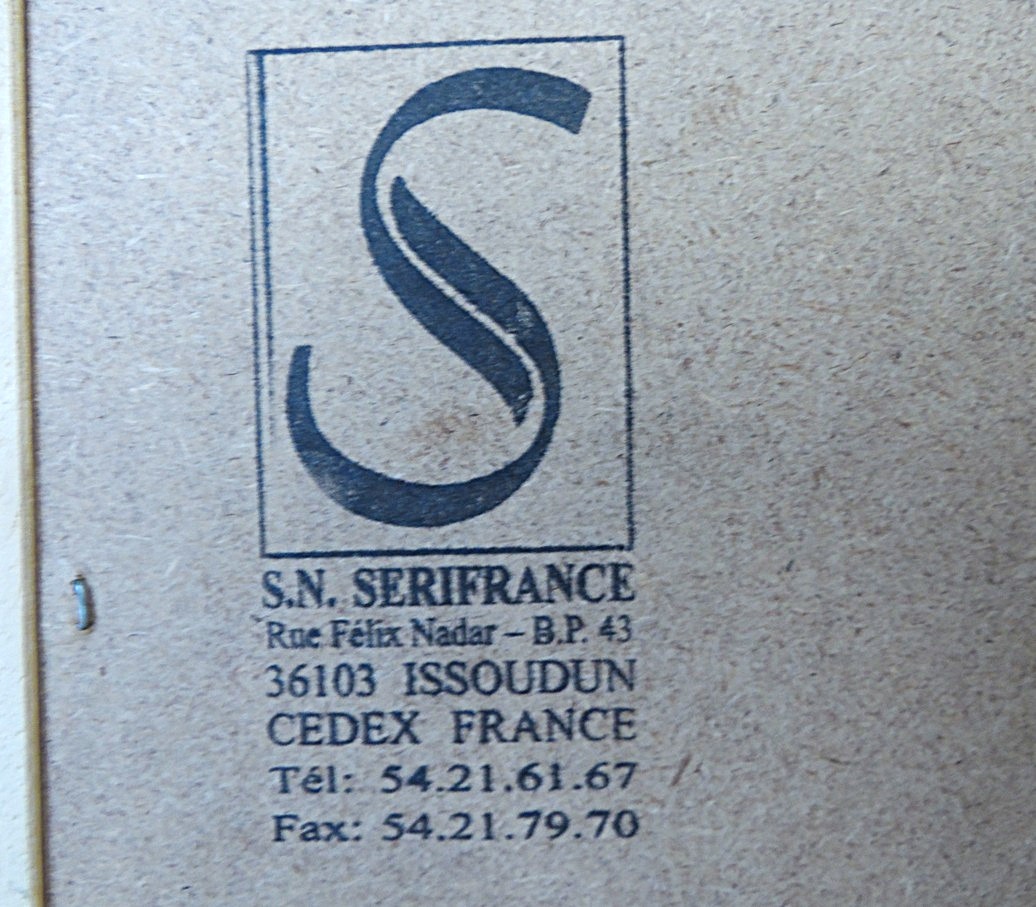 S
S.N. SERIFRANCE
Rue Félix Nadar – B.P. 43
36103 ISSOUDUN
CEDEX FRANCE
Tél: 54.21.61.67
Fax: 54.21.79.70